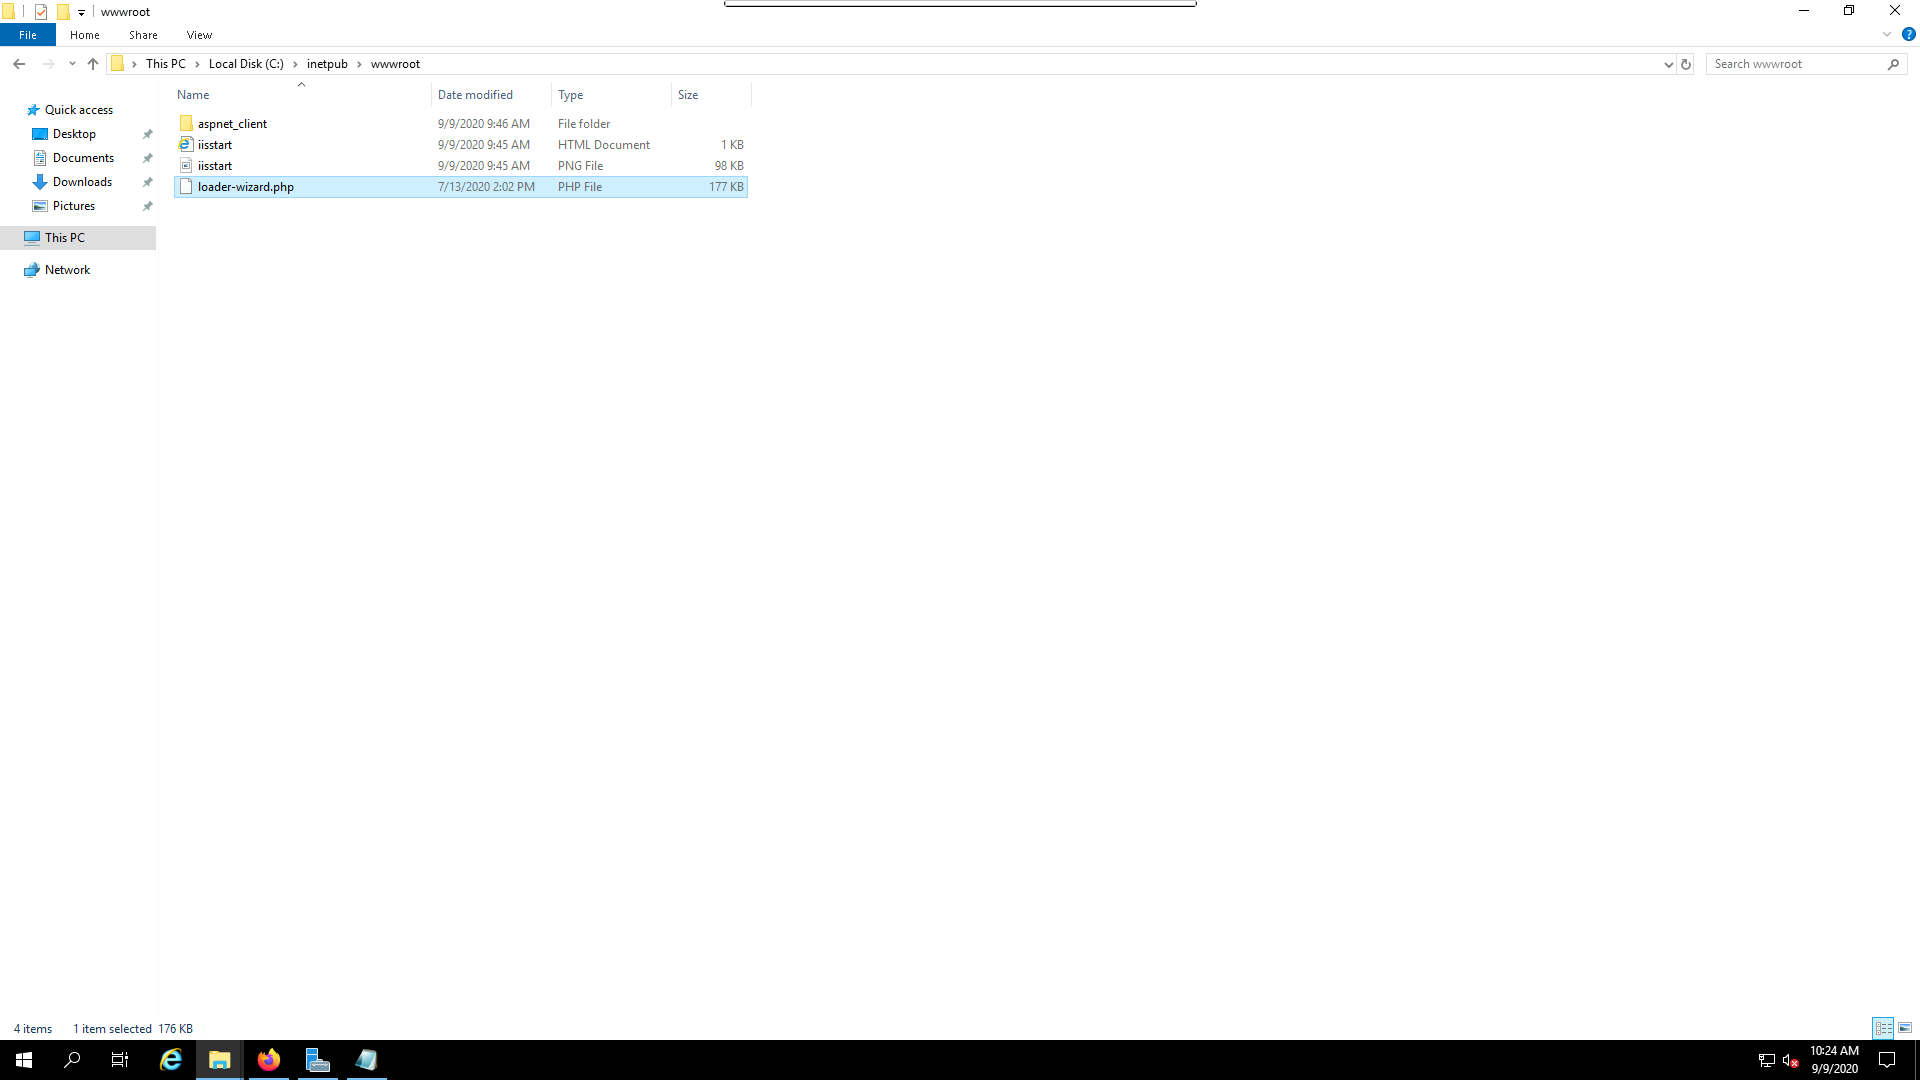 wwwroot
File Home Share View
This PC Local Disk (C:) inetpub wwwroot
Search wwwroot
Name Date modified Type Size
Quick access
Desktop
Documents
Downloads
Pictures
This PC
Network
aspnet_client 9/9/2020 9:46 AM File folder
iisstart 9/9/2020 9:45 AM HTML Document 1 KB
iisstart 9/9/2020 9:45 AM PNG File 98 KB
loader-wizard.php 7/13/2020 2:02 PM PHP File 177 KB
4 items 1 item selected 176 KB
10:24 AM
9/9/2020